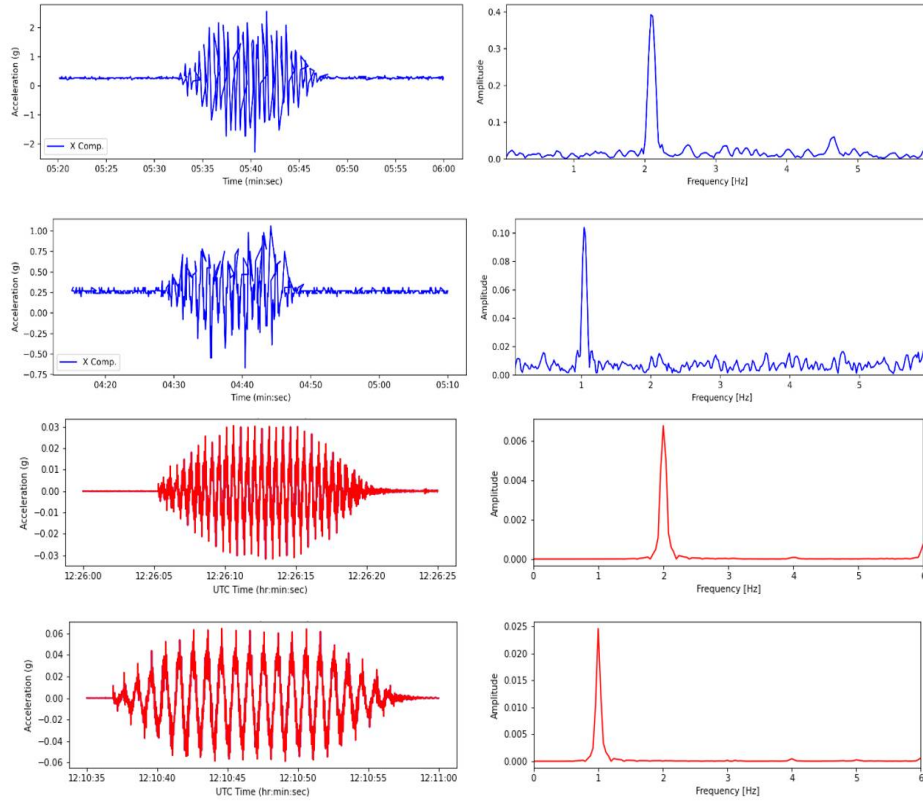 2
1
0
−1
−2
Acceleration (g)
X Comp.
05:20 05:25 05:30 05:35 05:40 05:45 05:50 05:55 06:00
Time (min:sec)
0.4
0.3
0.2
0.1
0.0
Amplitude
1 2 3 4 5
Frequency [Hz]
1.00
0.75
0.50
0.25
0.00
−0.25
−0.50
−0.75
Acceleration (g)
X Comp.
04:20 04:30 04:40 04:50 05:00 05:10
Time (min:sec)
0.10
0.08
0.06
0.04
0.02
0.00
Amplitude
1 2 3 4 5
Frequency [Hz]
0.03
0.02
0.01
0.00
−0.01
−0.02
−0.03
Acceleration (g)
12:26:00 12:26:05 12:26:10 12:26:15 12:26:20 12:26:25
UTC Time (hr:min:sec)
0.006
0.004
0.002
0.000
Amplitude
0 1 2 3 4 5 6
Frequency [Hz]
0.06
0.04
0.02
0.00
−0.02
−0.04
−0.06
Acceleration (g)
12:10:35 12:10:40 12:10:45 12:10:50 12:10:55 12:11:00
UTC Time (hr:min:sec)
0.025
0.020
0.015
0.010
0.005
0.000
Amplitude
0 1 2 3 4 5 6
Frequency [Hz]